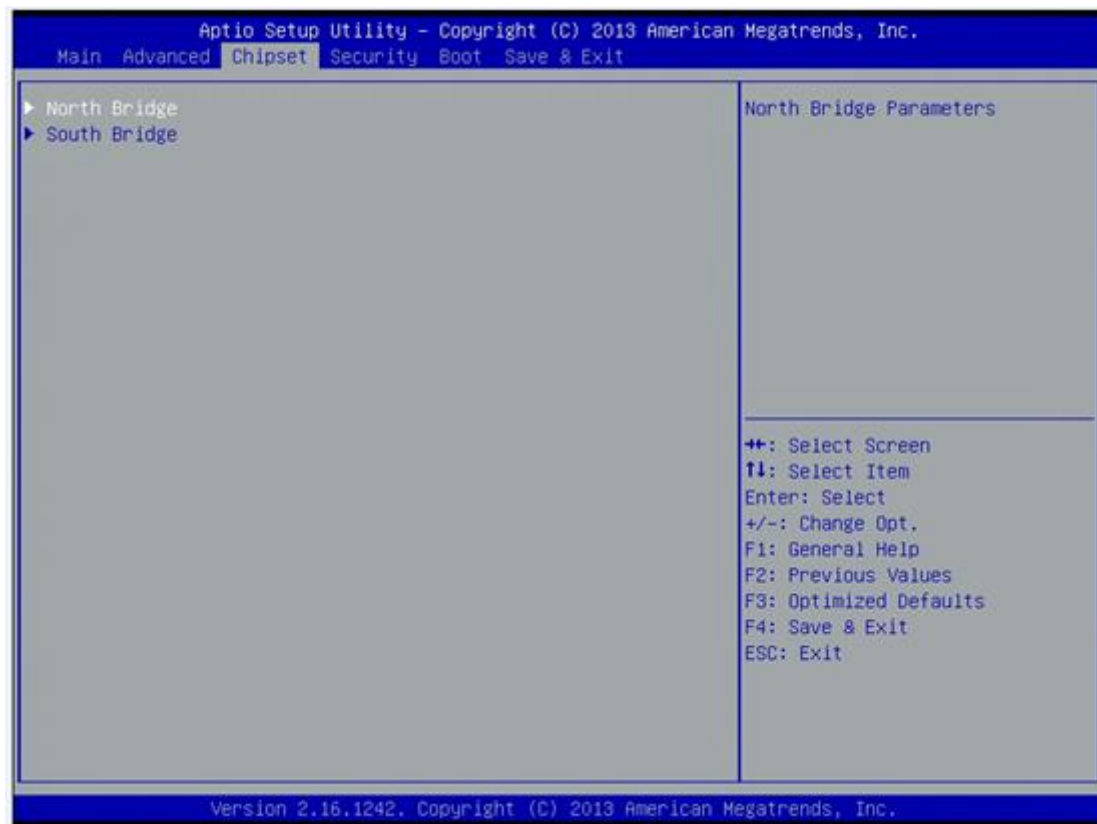 Aptio Setup Utility – Copyright (C) 2013 American Megatrends, Inc.
Main Advanced Chipset Security Boot Save & Exit
► North Bridge
► South Bridge
North Bridge Parameters
→←: Select Screen
↑↓: Select Item
Enter: Select
+/-: Change Opt.
F1: General Help
F2: Previous Values
F3: Optimized Defaults
F4: Save & Exit
ESC: Exit
Version 2.16.1242. Copyright (C) 2013 American Megatrends, Inc.